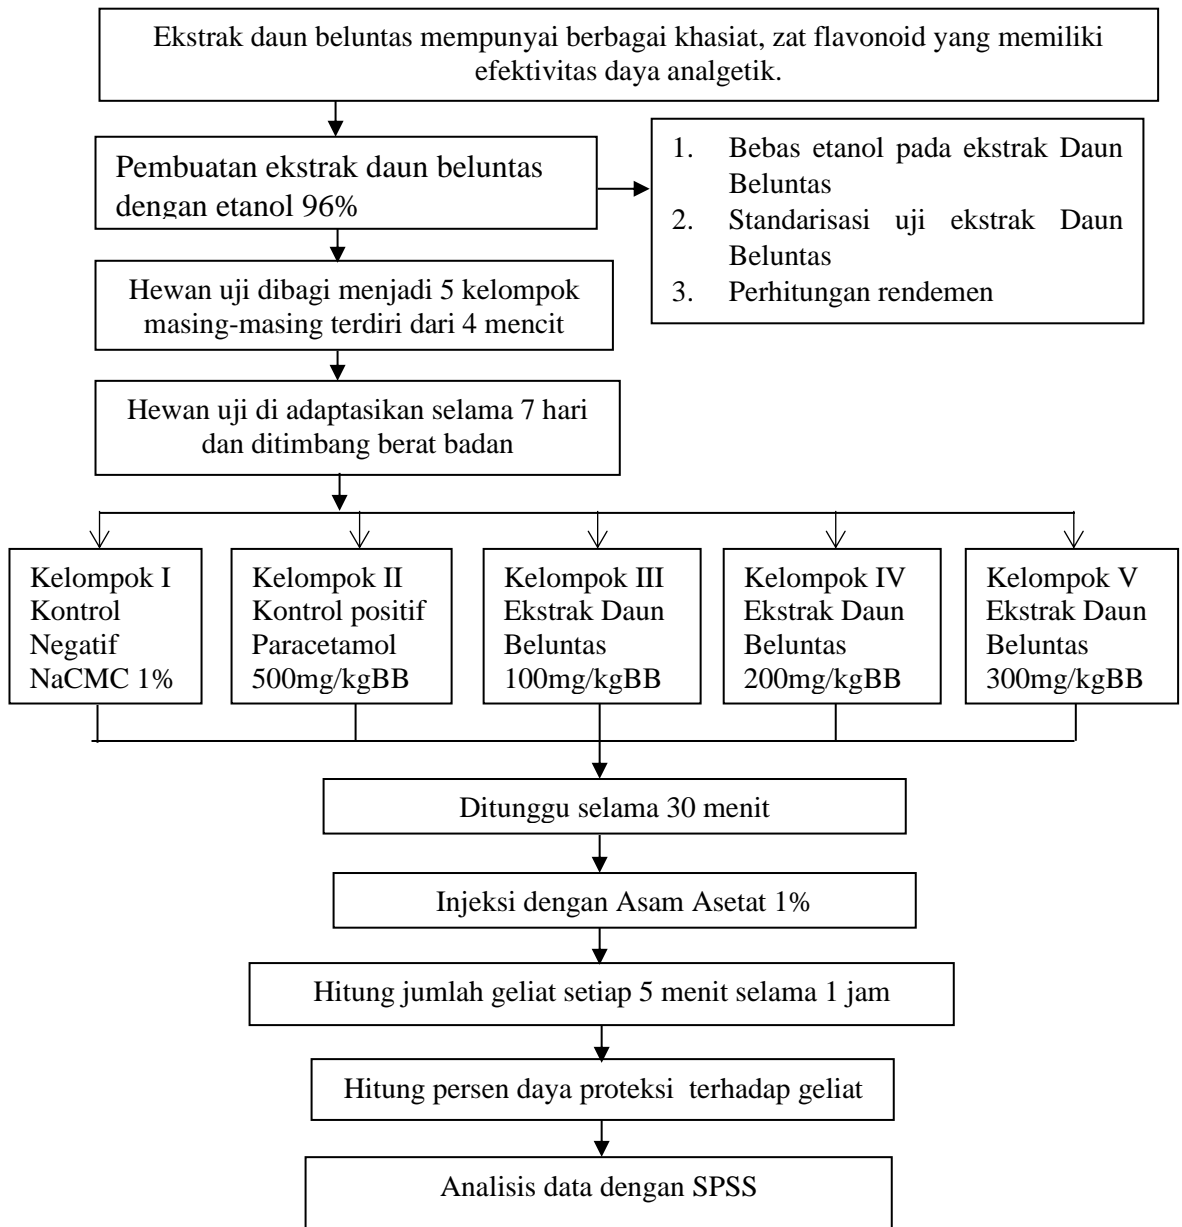 Ekstrak daun beluntas mempunyai berbagai khasiat, zat flavonoid yang memiliki
efektivitas daya analgetik.
Pembuatan ekstrak daun beluntas
dengan etanol 96%
1. Bebas etanol pada ekstrak Daun
Beluntas
2. Standarisasi uji ekstrak Daun
Beluntas
3. Perhitungan rendemen
Hewan uji dibagi menjadi 5 kelompok
masing-masing terdiri dari 4 mencit
Hewan uji di adaptasikan selama 7 hari
dan ditimbang berat badan
Kelompok I
Kontrol
Negatif
NaCMC 1%
Kelompok II
Kontrol positif
Paracetamol
500mg/kgBB
Kelompok III
Ekstrak Daun
Beluntas
100mg/kgBB
Kelompok IV
Ekstrak Daun
Beluntas
200mg/kgBB
Kelompok V
Ekstrak Daun
Beluntas
300mg/kgBB
Ditunggu selama 30 menit
Injeksi dengan Asam Asetat 1%
Hitung jumlah geliat setiap 5 menit selama 1 jam
Hitung persen daya proteksi terhadap geliat
Analisis data dengan SPSS